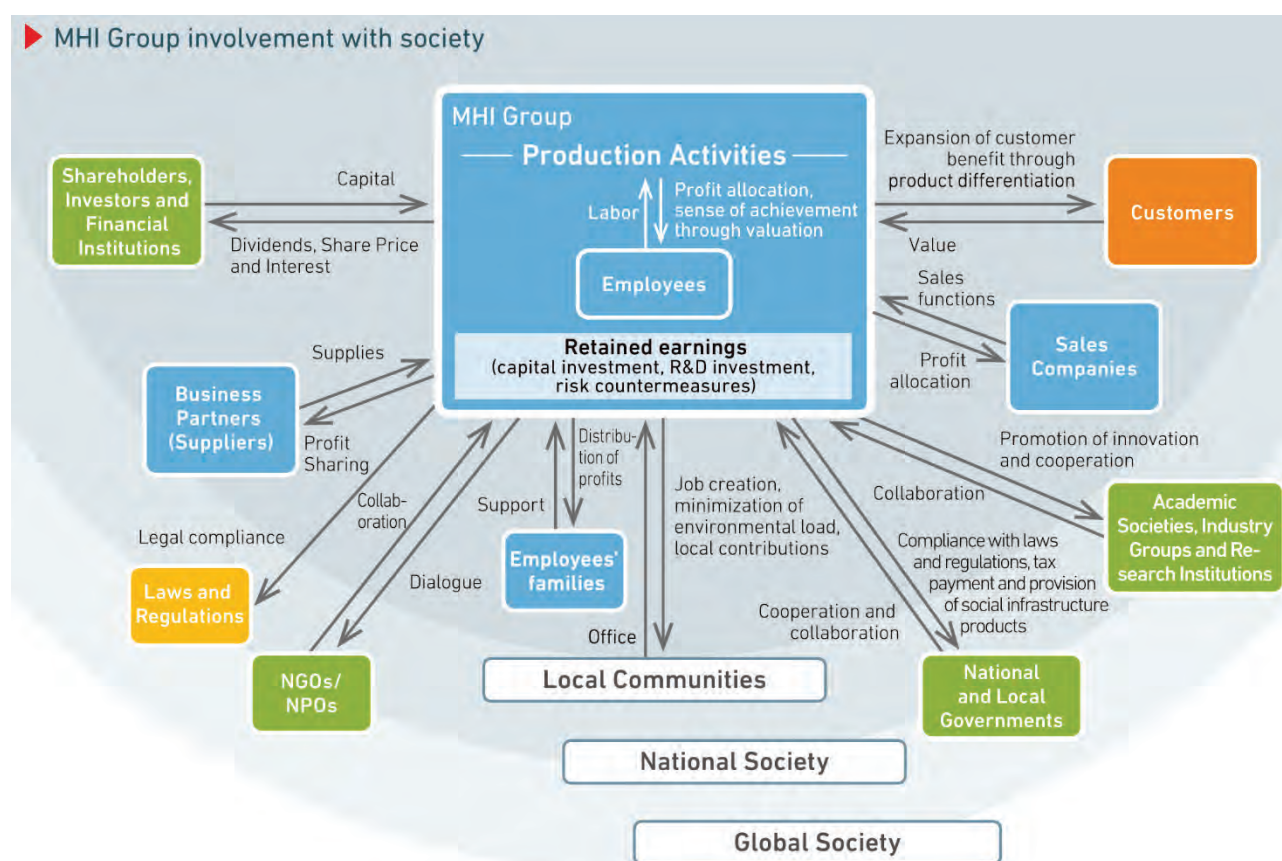 MHI Group involvement with society
MHI Group
Production Activities
Labor
Profit allocation,
sense of achievement
through valuation
Employees
Retained earnings
(capital investment, R&D investment,
risk countermeasures)
Shareholders,
Investors and
Financial
Institutions
Capital
Dividends, Share Price
and Interest
Expansion of customer
benefit through
product differentiation
Customers
Value
Sales
functions
Profit
allocation
Sales
Companies
Supplies
Business
Partners
(Suppliers)
Profit
Sharing
Legal compliance
Laws and
Regulations
Collab-
oration
Dialogue
NGOs/
NPOs
Support
Distribu-
tion of
profits
Employees'
families
Office
Job creation,
minimization of
environmental load,
local contributions
Local Communities
Cooperation and
collaboration
Compliance with laws
and regulations, tax
payment and provision
of social infrastructure
products
National
and Local
Governments
Collaboration
Promotion of innovation
and cooperation
Academic
Societies, Industry
Groups and Re-
search Institutions
National Society
Global Society